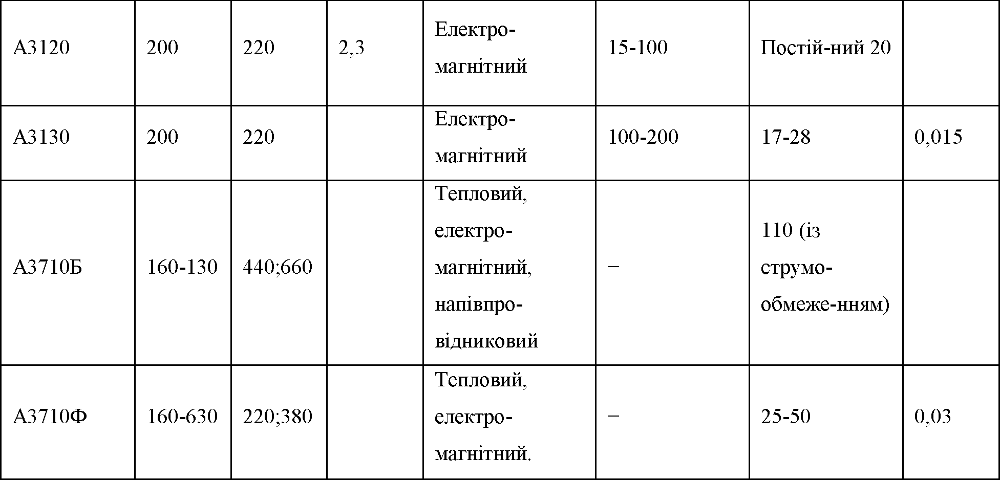 А3120
200
220
2,3
Електро-
магнітний
15-100
Постій-ний 20
А3130
200
220
Електро-
магнітний
100-200
17-28
0,015
А3710Б
160-130
440;660
Тепловий,
електро-
магнітний,
напівпро-
відниковий
–
110 (із
струмо-
обмеже-нням)
А3710Ф
160-630
220;380
Тепловий,
електро-
магнітний.
–
25-50
0,03